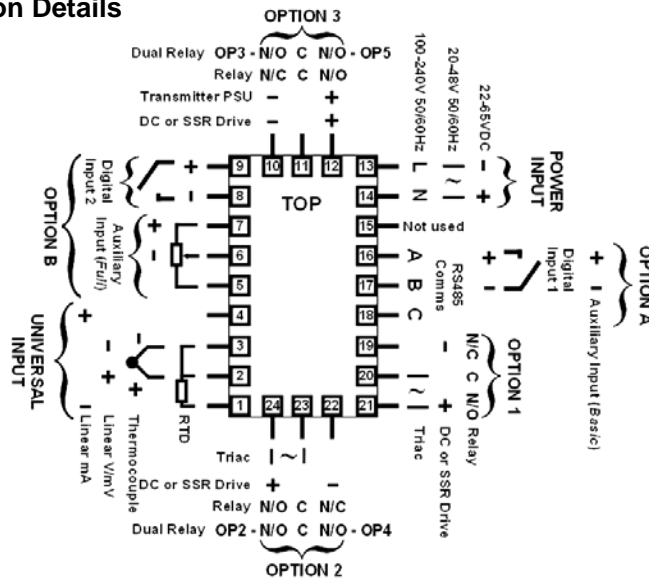 on Details
OPTION 3
Dual Relay OP3 - N/O C N/O - OP5
Relay N/C C N/O
Transmitter PSU - +
DC or SSR Drive - +
100-240V 50/60Hz
20-48V 50/60Hz
22-65VDC
POWER
INPUT
9 10 11 12 13 L | -
8 TOP 14 N ~ | +
7 15 Not used
6 16 A
5 17 B
4 18 C
3 19
2 20
1 24 23 22 21
Digital
Input 2
+
-
OPTION B
Auxiliary
Input (Full)
+
-
UNIVERSAL
INPUT
+
- -
+ +
- Linear mA
Linear V/mV
Thermocouple
RTD
RS485
Comms
+
-
Digital
Input 1
+
- Auxiliary Input (Basic)
OPTION A
OPTION 1
N/C C N/O Relay
- + DC or SSR Drive
| ~ | Triac
Triac | ~ |
DC or SSR Drive + -
Relay N/O C N/C
Dual Relay OP2 - N/O C N/O - OP4
OPTION 2